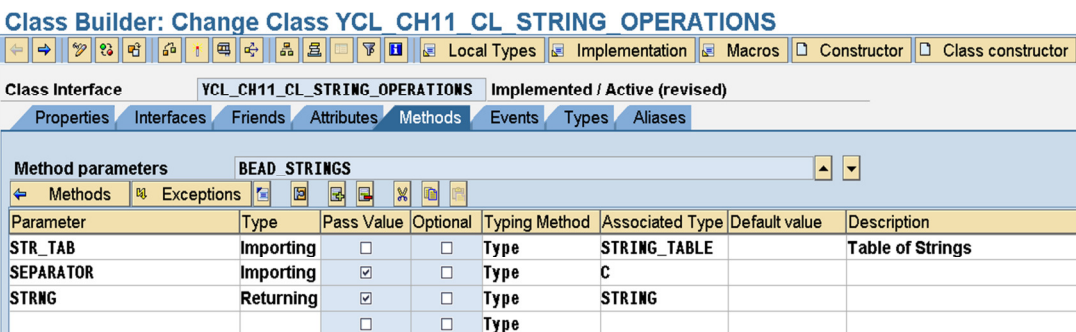 Class Builder: Change Class YCL_CH11_CL_STRING_OPERATIONS
Local Types Implementation Macros Constructor Class constructor
Class Interface YCL_CH11_CL_STRING_OPERATIONS Implemented / Active (revised)
Properties Interfaces Friends Attributes Methods Events Types Aliases
Method parameters BEAD_STRINGS
Methods Exceptions
Parameter Type Pass Value Optional Typing Method Associated Type Default value Description
STR_TAB Importing Type STRING_TABLE Table of Strings
SEPARATOR Importing Type C
STRNG Returning Type STRING
Type